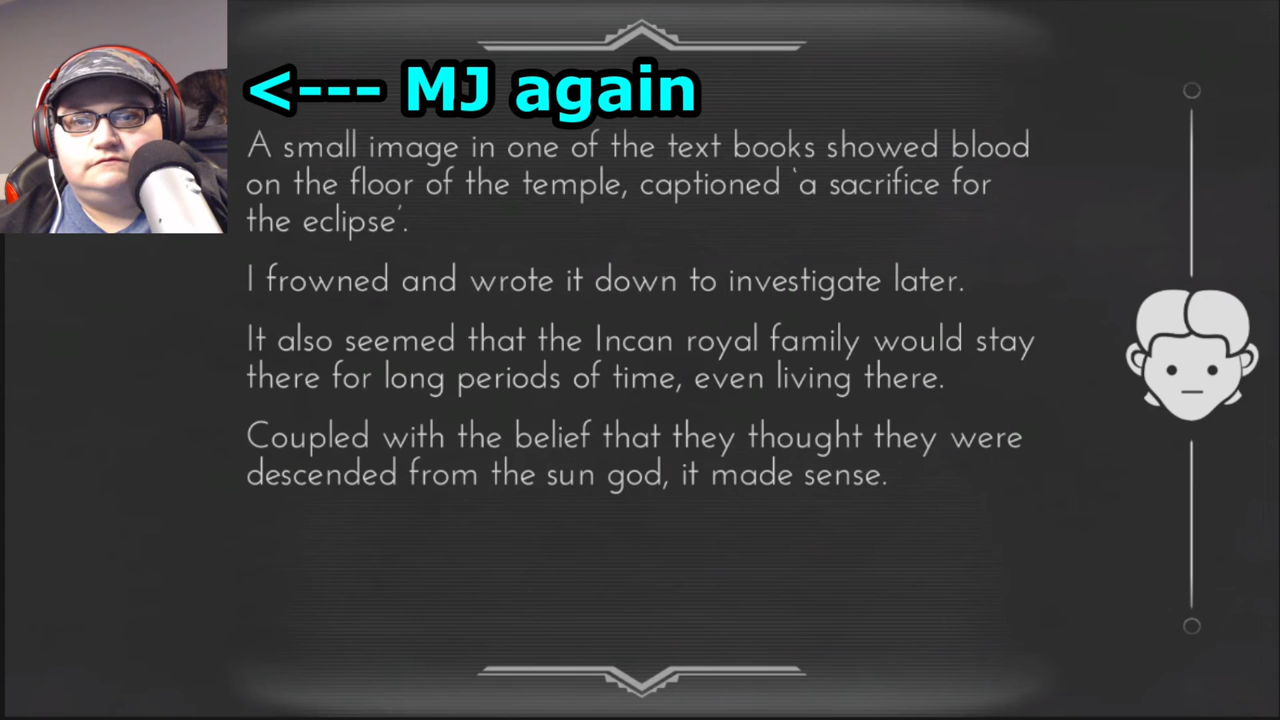 <--- MJ again
A small image in one of the text books showed blood
on the floor of the temple, captioned ‘a sacrifice for
the eclipse’.
I frowned and wrote it down to investigate later.
It also seemed that the Incan royal family would stay
there for long periods of time, even living there.
Coupled with the belief that they thought they were
descended from the sun god, it made sense.